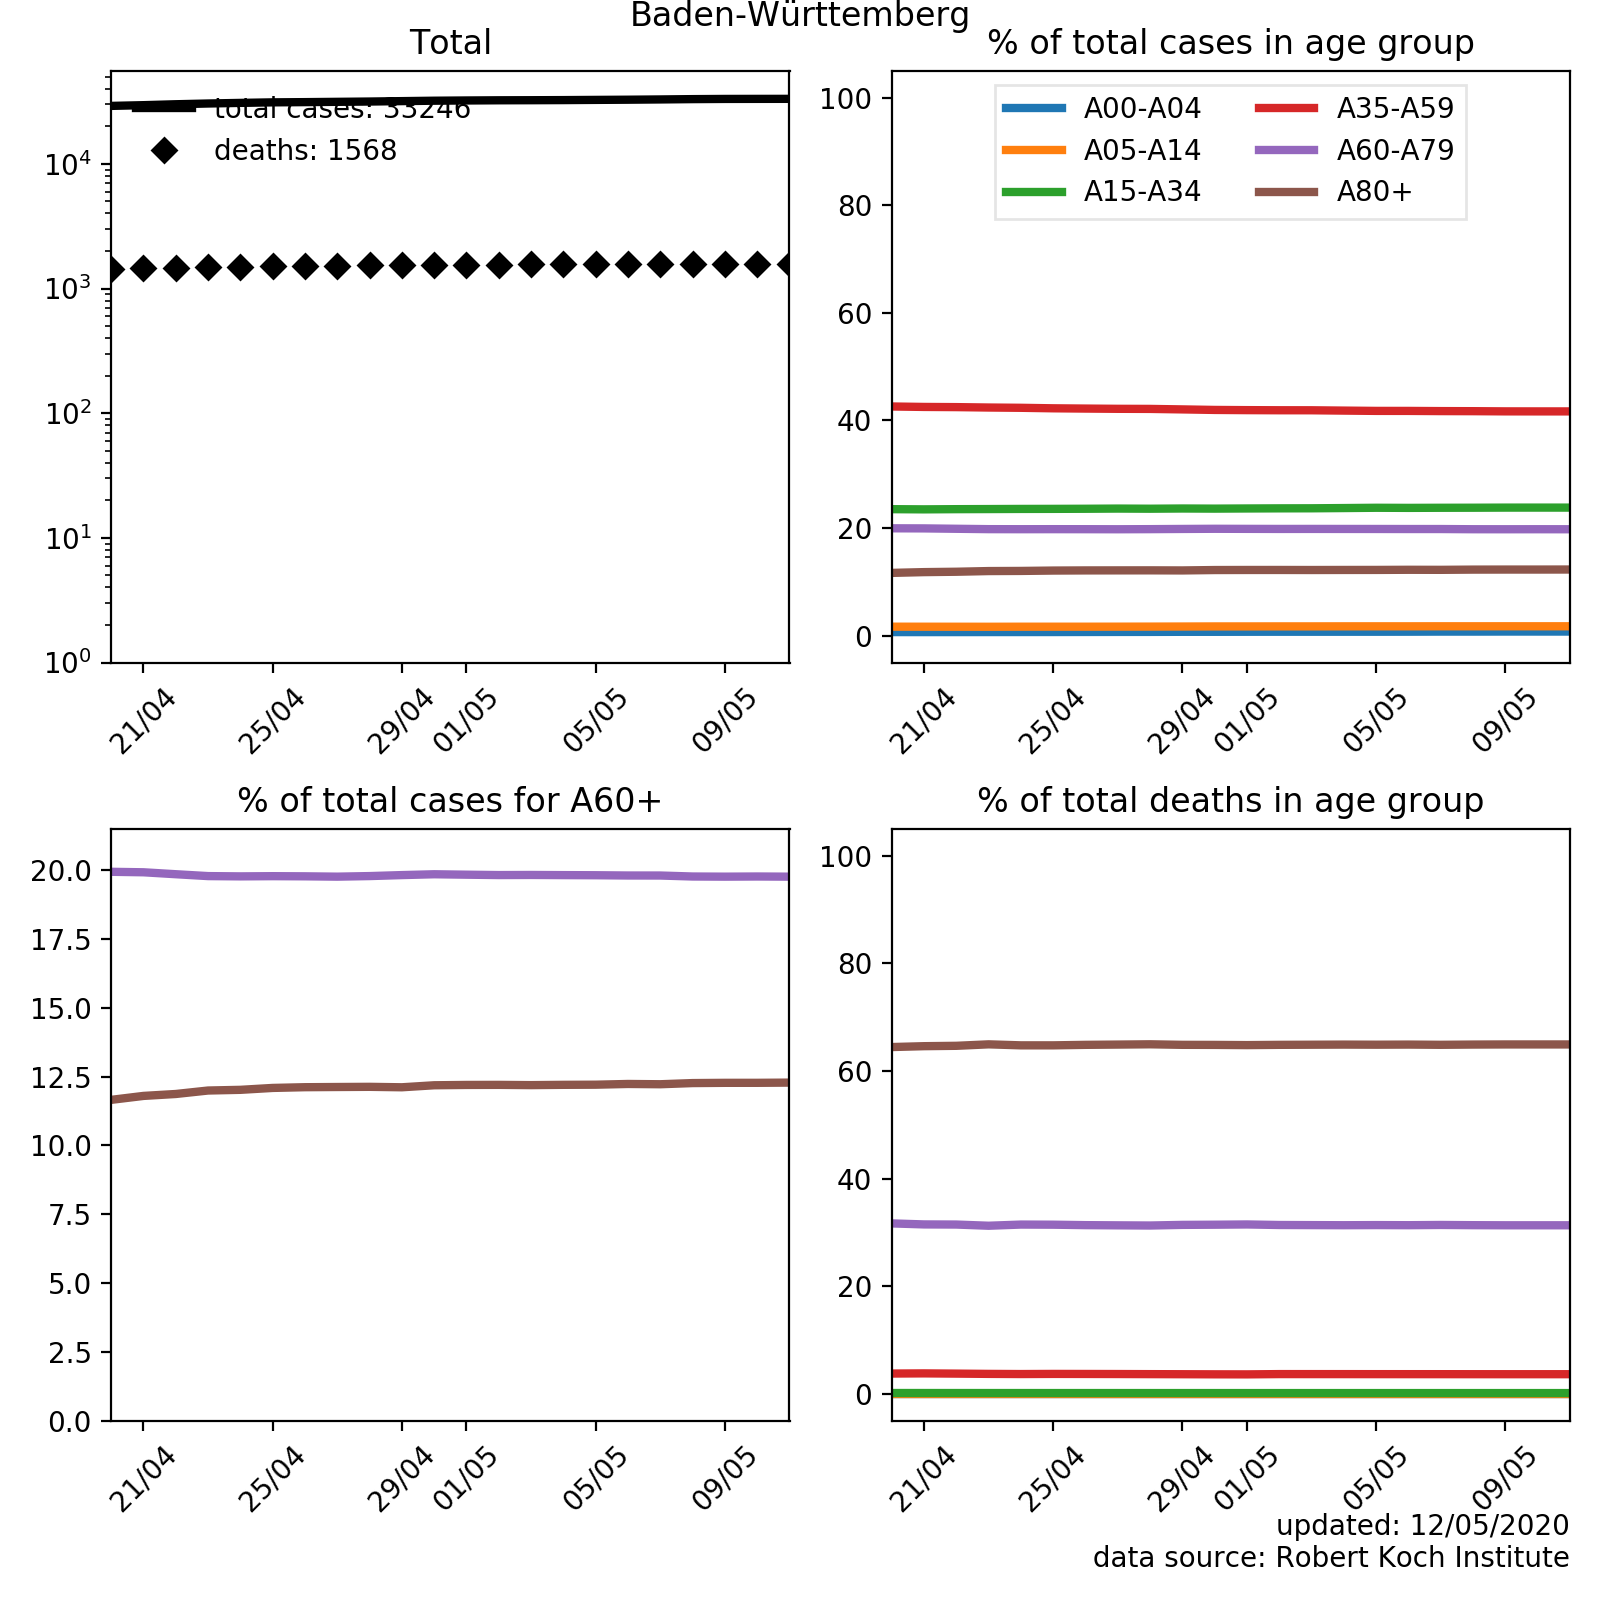 Baden-Württemberg
Total
total cases: 33246
deaths: 1568
10^4
10^3
10^2
10^1
10^0
21/04 25/04 29/04 01/05 05/05 09/05
% of total cases in age group
A00-A04 A35-A59
A05-A14 A60-A79
A15-A34 A80+
100
80
60
40
20
0
21/04 25/04 29/04 01/05 05/05 09/05
% of total cases for A60+
20.0
17.5
15.0
12.5
10.0
7.5
5.0
2.5
0.0
21/04 25/04 29/04 01/05 05/05 09/05
% of total deaths in age group
100
80
60
40
20
0
21/04 25/04 29/04 01/05 05/05 09/05
updated: 12/05/2020
data source: Robert Koch Institute